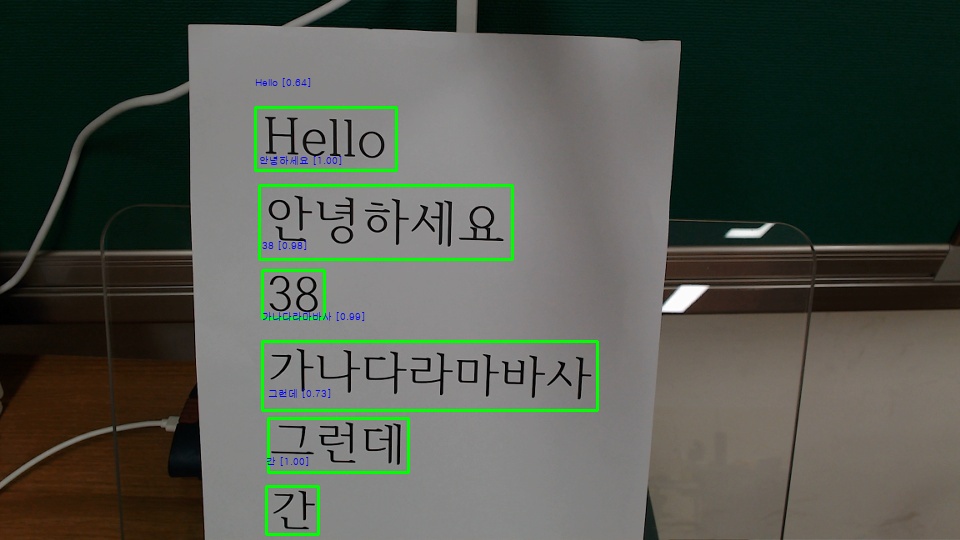 Hello [0.64]
Hello
안녕하세요 [1.00]
안녕하세요
38 [0.98]
38
가나다라마바사 [0.99]
가나다라마바사
그런데 [0.73]
그런데
간 [1.00]
간